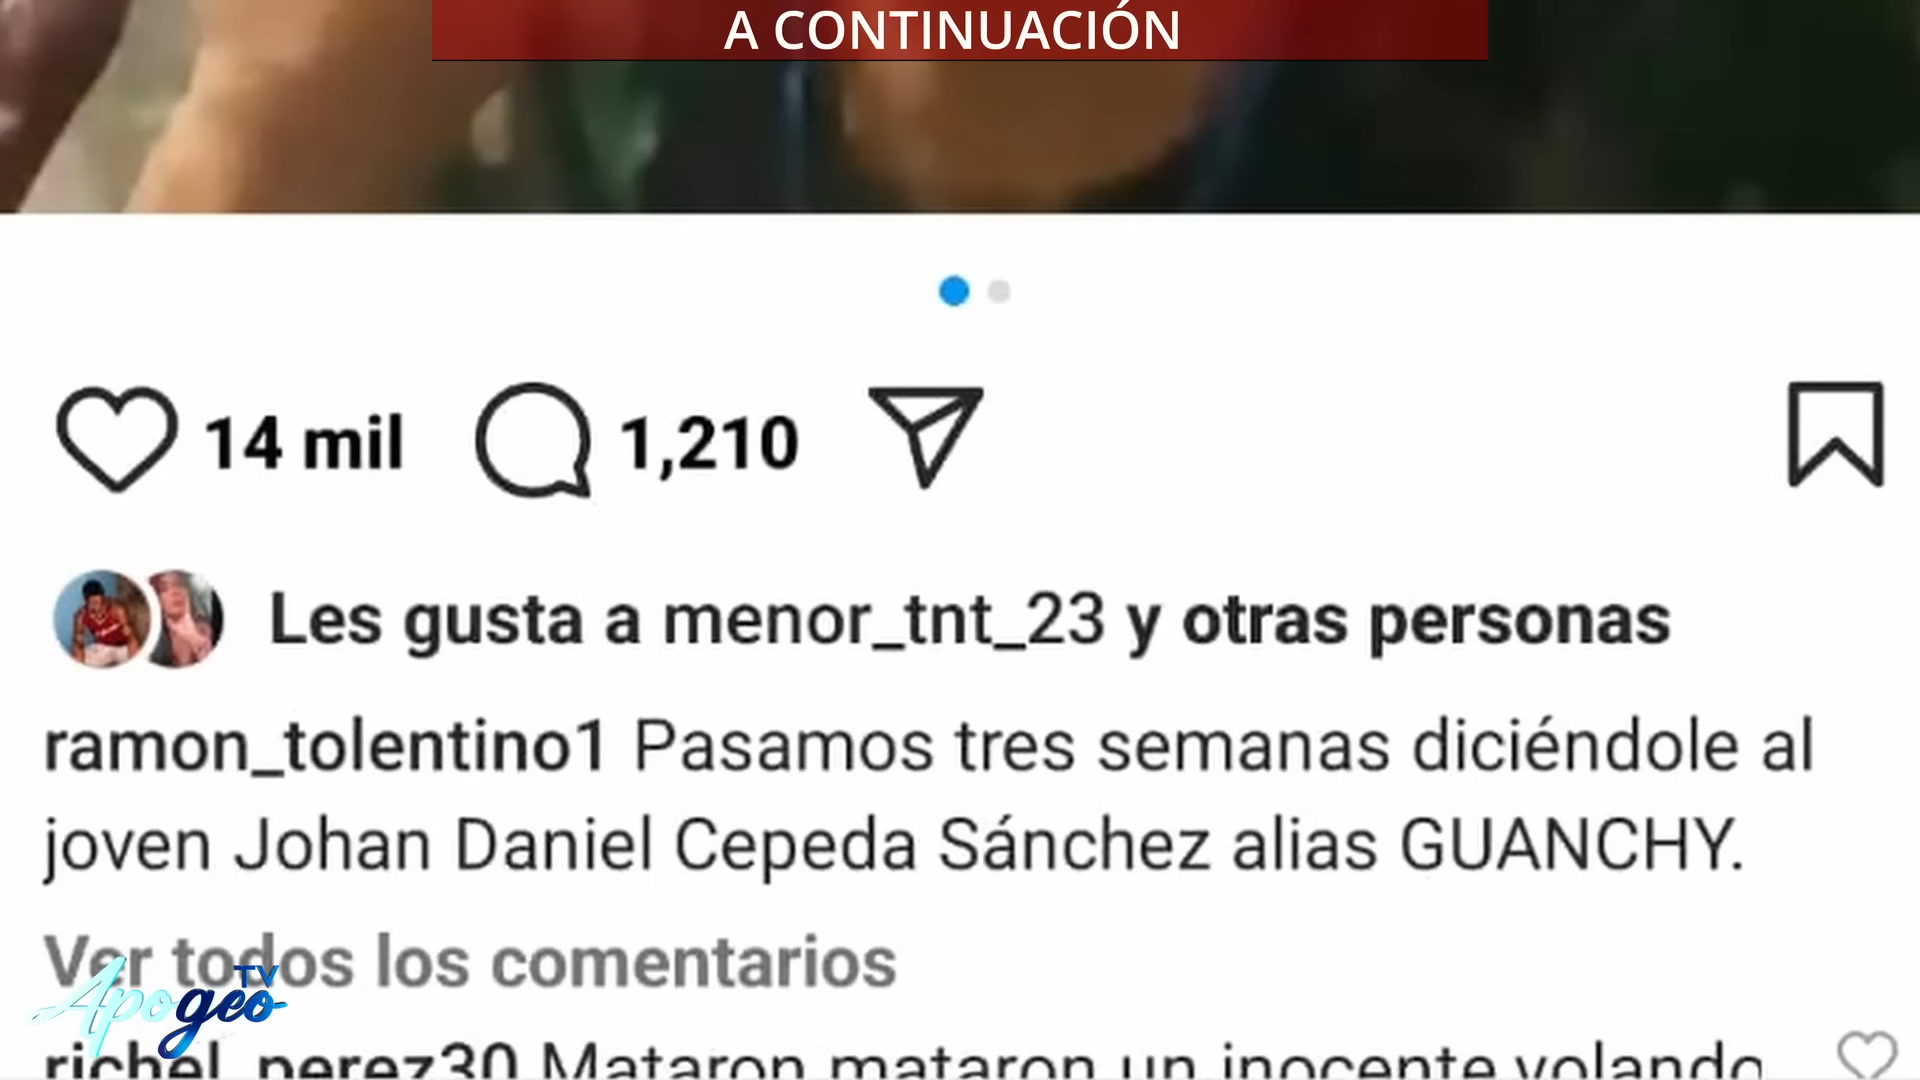 A CONTINUACIÓN
14 mil 1,210
Les gusta a menor_tnt_23 y otras personas
ramon_tolentino1 Pasamos tres semanas diciéndole al
joven Johan Daniel Cepeda Sánchez alias GUANCHY.
Ver todos los comentarios
Apogeo TV
richel_perez30 Mataron mataron un inocente volando